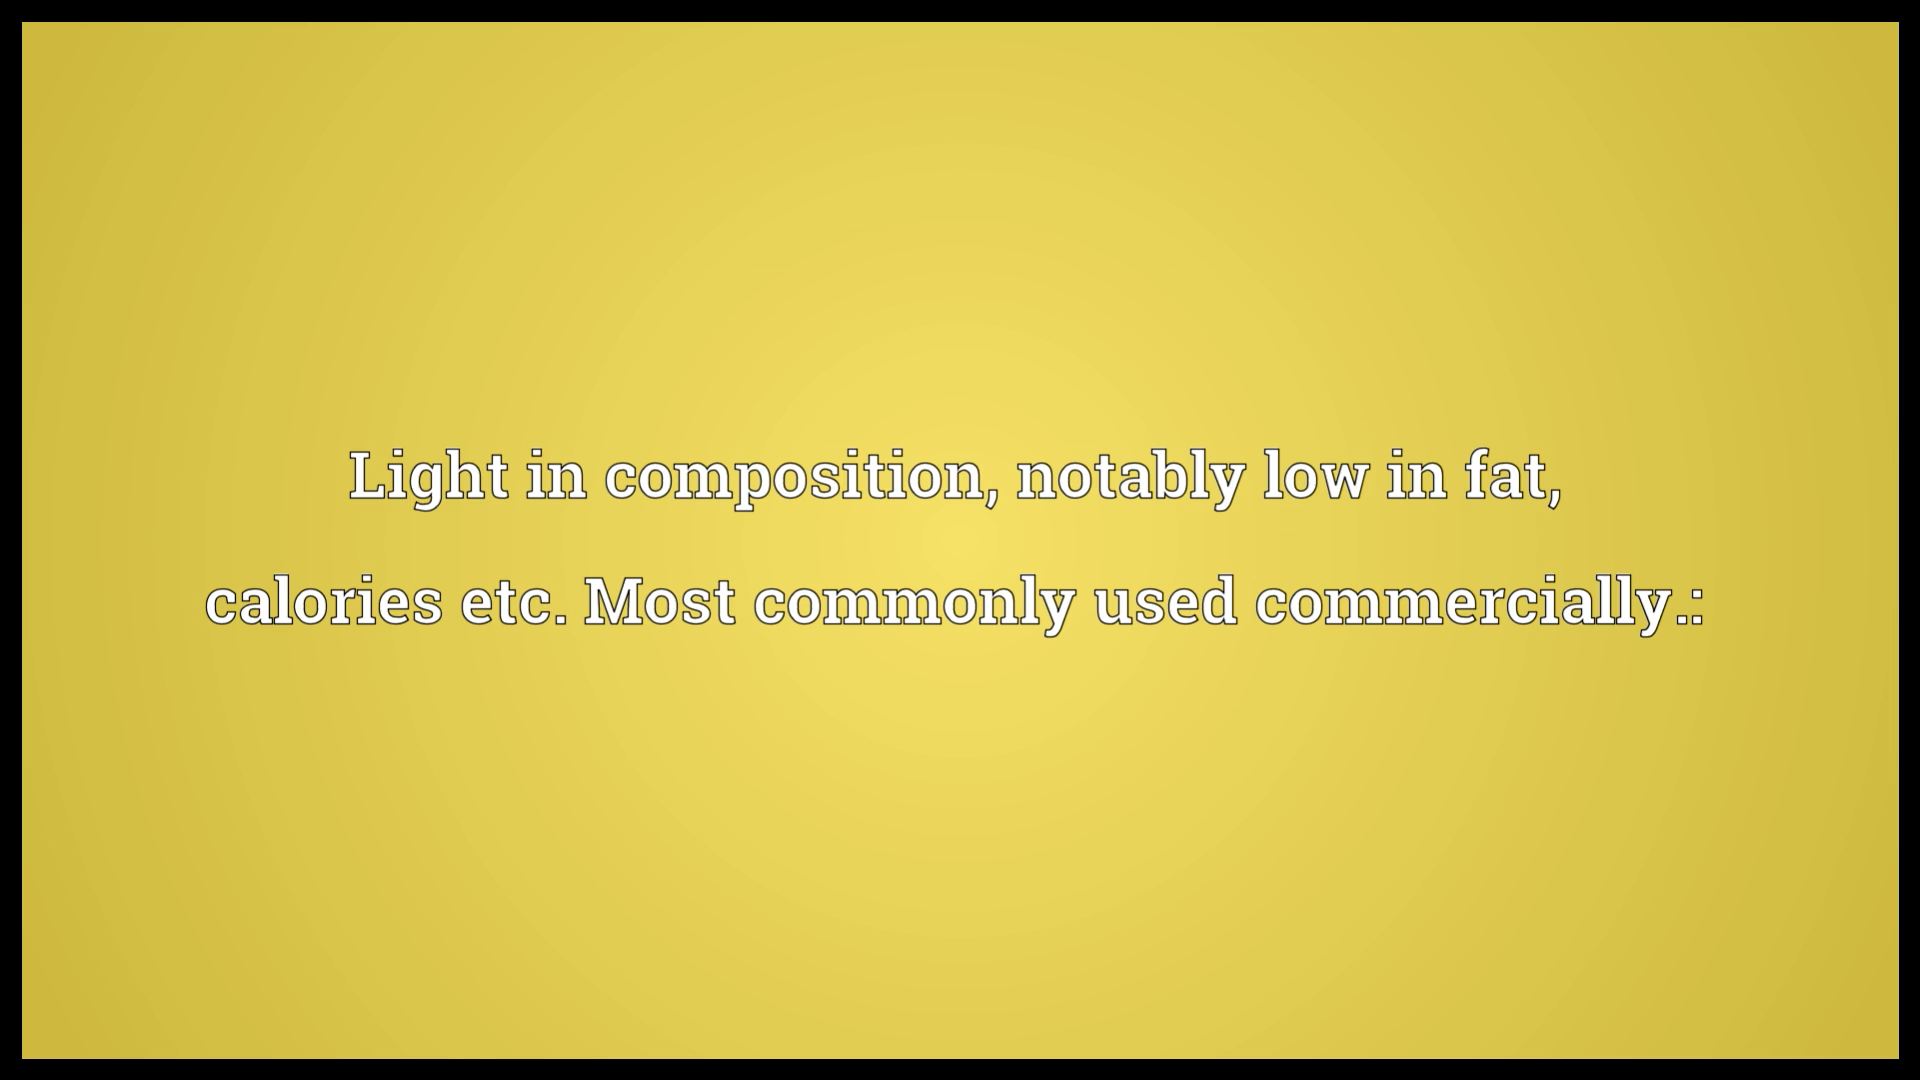 Light in composition, notably low in fat,
calories etc. Most commonly used commercially.: